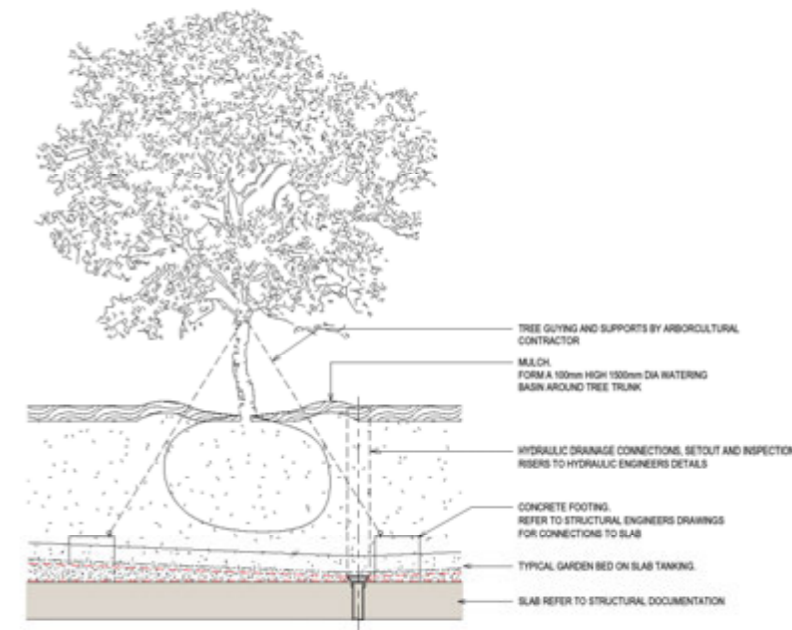 TREE GUYING AND SUPPORTS BY ARBORCULTURAL
CONTRACTOR
MULCH.
FORM A 100mm HIGH 1500mm DIA WATERING
BASIN AROUND TREE TRUNK
HYDRAULIC DRAINAGE CONNECTIONS, SETOUT AND INSPECTION
RISERS TO HYDRAULIC ENGINEERS DETAILS
CONCRETE FOOTING.
REFER TO STRUCTURAL ENGINEERS DRAWINGS
FOR CONNECTIONS TO SLAB
TYPICAL GARDEN BED ON SLAB TANKING.
SLAB REFER TO STRUCTURAL DOCUMENTATION